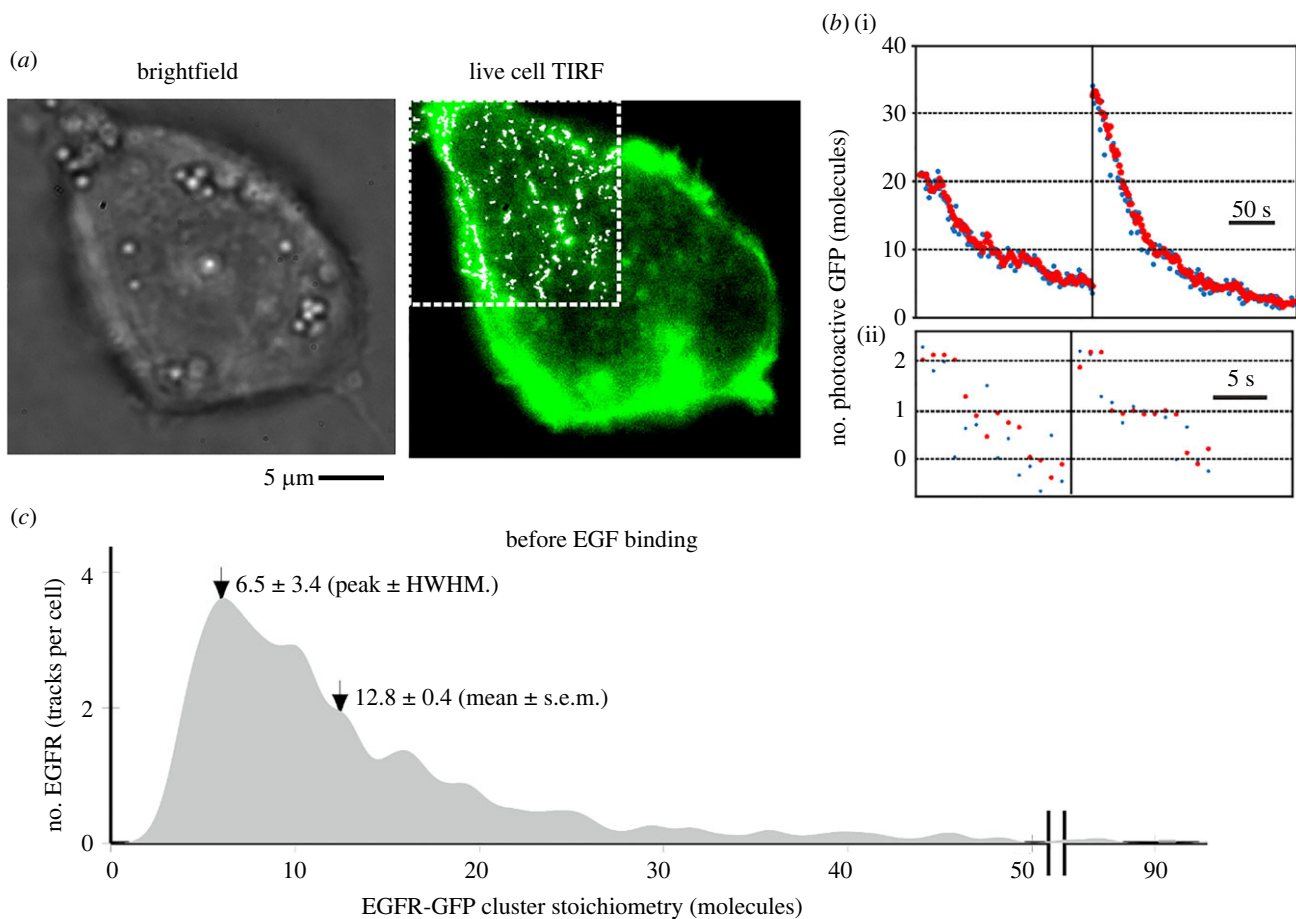 (a)
brightfield
live cell TIRF
5 µm
(b) (i)
no. photoactive GFP (molecules)
40
30
20
10
0
50 s
(ii)
2
1
0
5 s
(c)
before EGF binding
no. EGFR (tracks per cell)
4
2
0
6.5 ± 3.4 (peak ± HWHM.)
12.8 ± 0.4 (mean ± s.e.m.)
0 10 20 30 40 50 90
EGFR-GFP cluster stoichiometry (molecules)